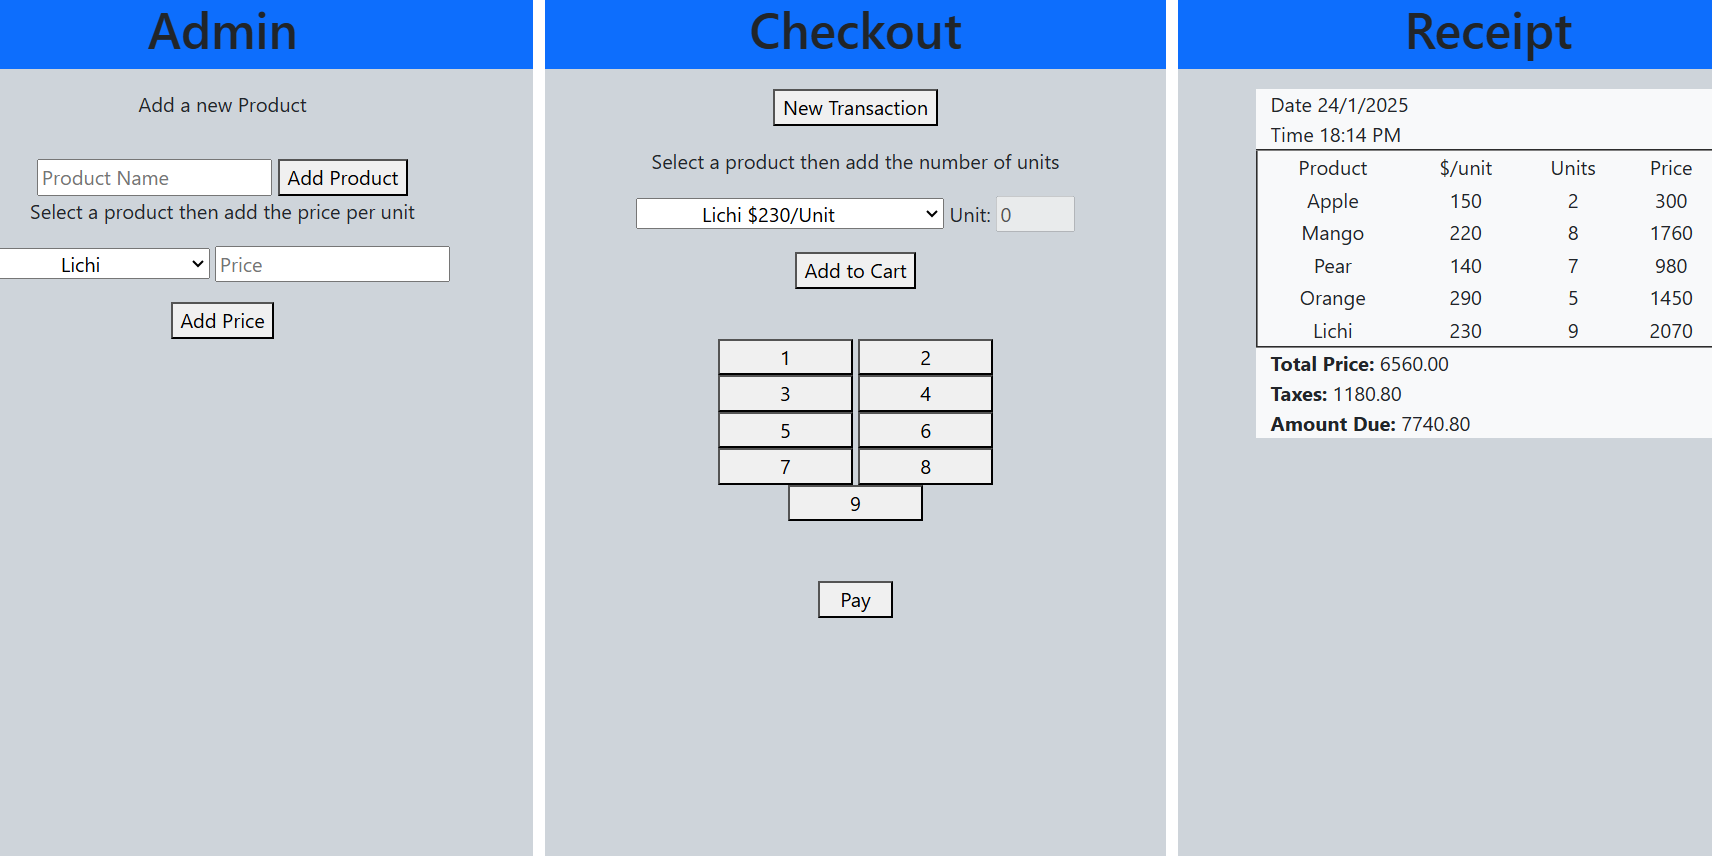 Admin
Add a new Product
Product Name Add Product
Select a product then add the price per unit
Lichi Price
Add Price
Checkout
New Transaction
Select a product then add the number of units
Lichi $230/Unit Unit: 0
Add to Cart
1 2
3 4
5 6
7 8
9
Pay
Receipt
Date 24/1/2025
Time 18:14 PM
Product $/unit Units Price
Apple 150 2 300
Mango 220 8 1760
Pear 140 7 980
Orange 290 5 1450
Lichi 230 9 2070
Total Price: 6560.00
Taxes: 1180.80
Amount Due: 7740.80